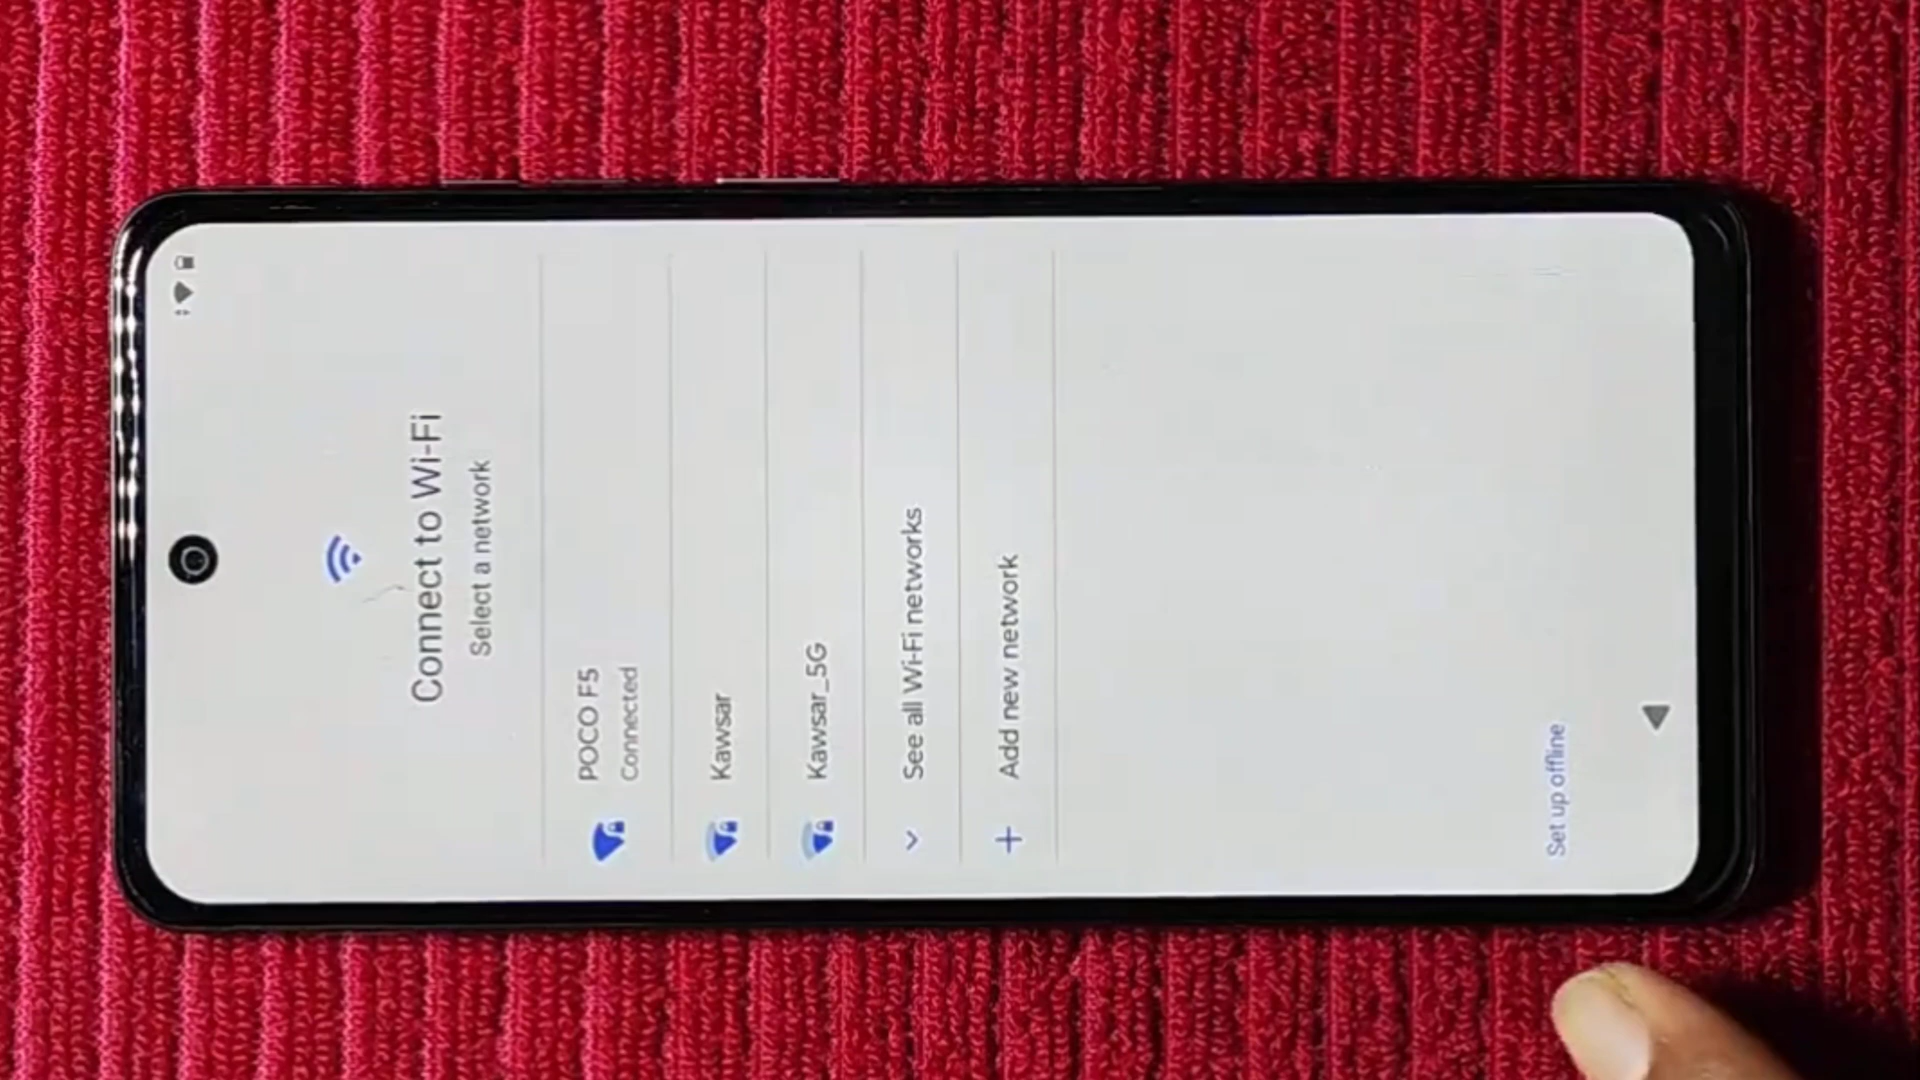 Connect to Wi-Fi
Select a network
POCO F5
Connected
Kawsar
Kawsar_5G
See all Wi-Fi networks
Add new network
Set up offline